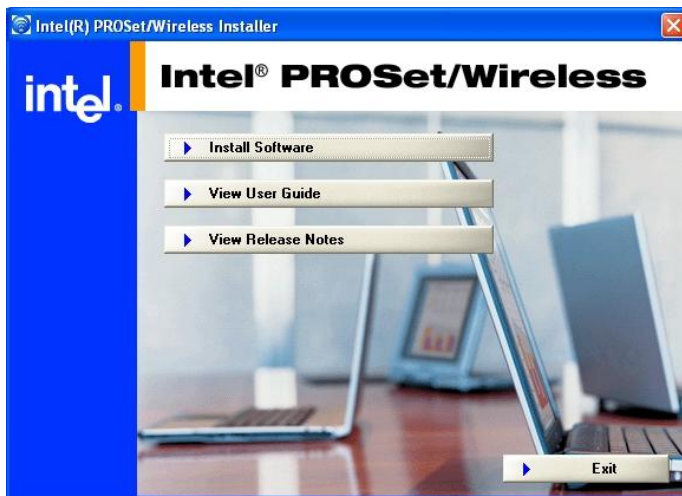 Intel(R) PROSet/Wireless Installer
intel.
Intel® PROSet/Wireless
Install Software
View User Guide
View Release Notes
Exit